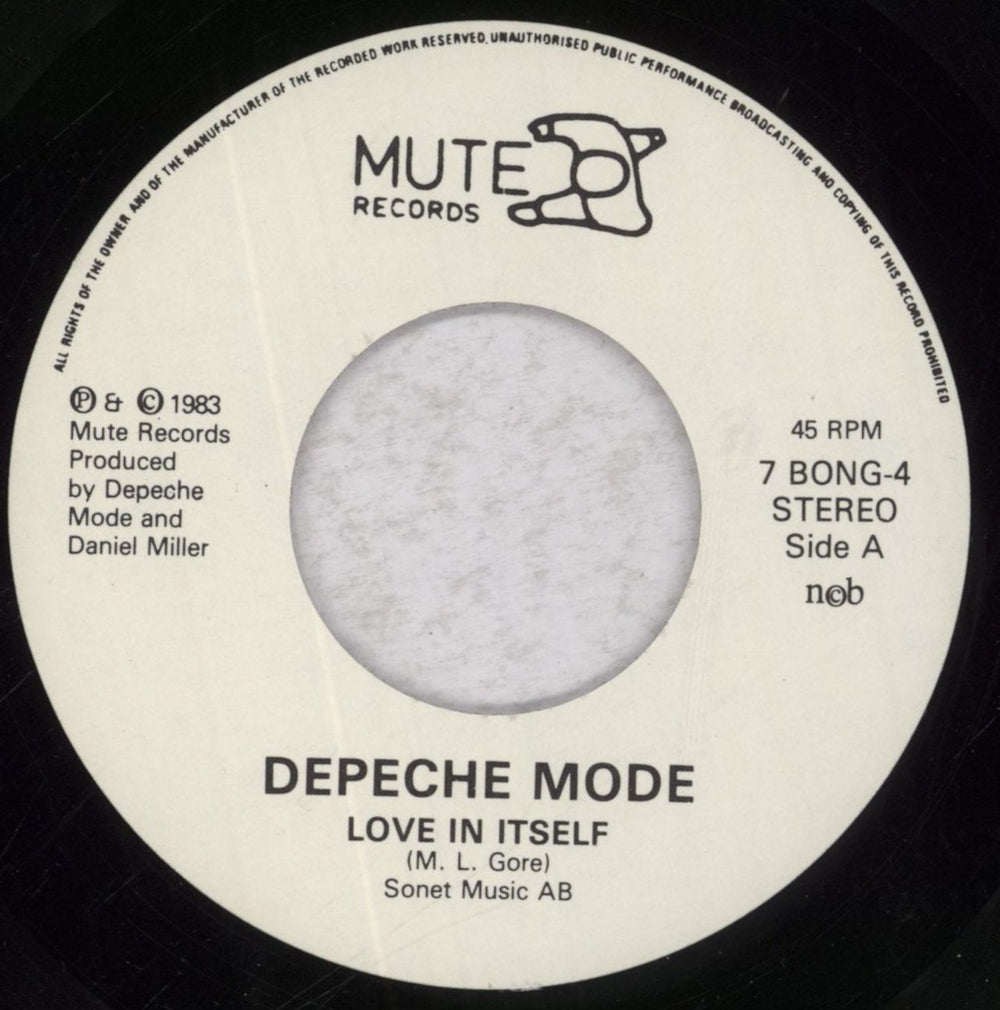 ALL RIGHTS OF THE OWNER AND OF THE MANUFACTURER OF THE RECORDED WORK RESERVED. UNAUTHORISED PUBLIC PERFORMANCE BROADCASTING AND COPYING OF THIS RECORD PROHIBITED
MUTE
RECORDS
Ⓟ & © 1983
Mute Records
Produced
by Depeche
Mode and
Daniel Miller
45 RPM
7 BONG-4
STEREO
Side A
n©b
DEPECHE MODE
LOVE IN ITSELF
(M. L. Gore)
Sonet Music AB